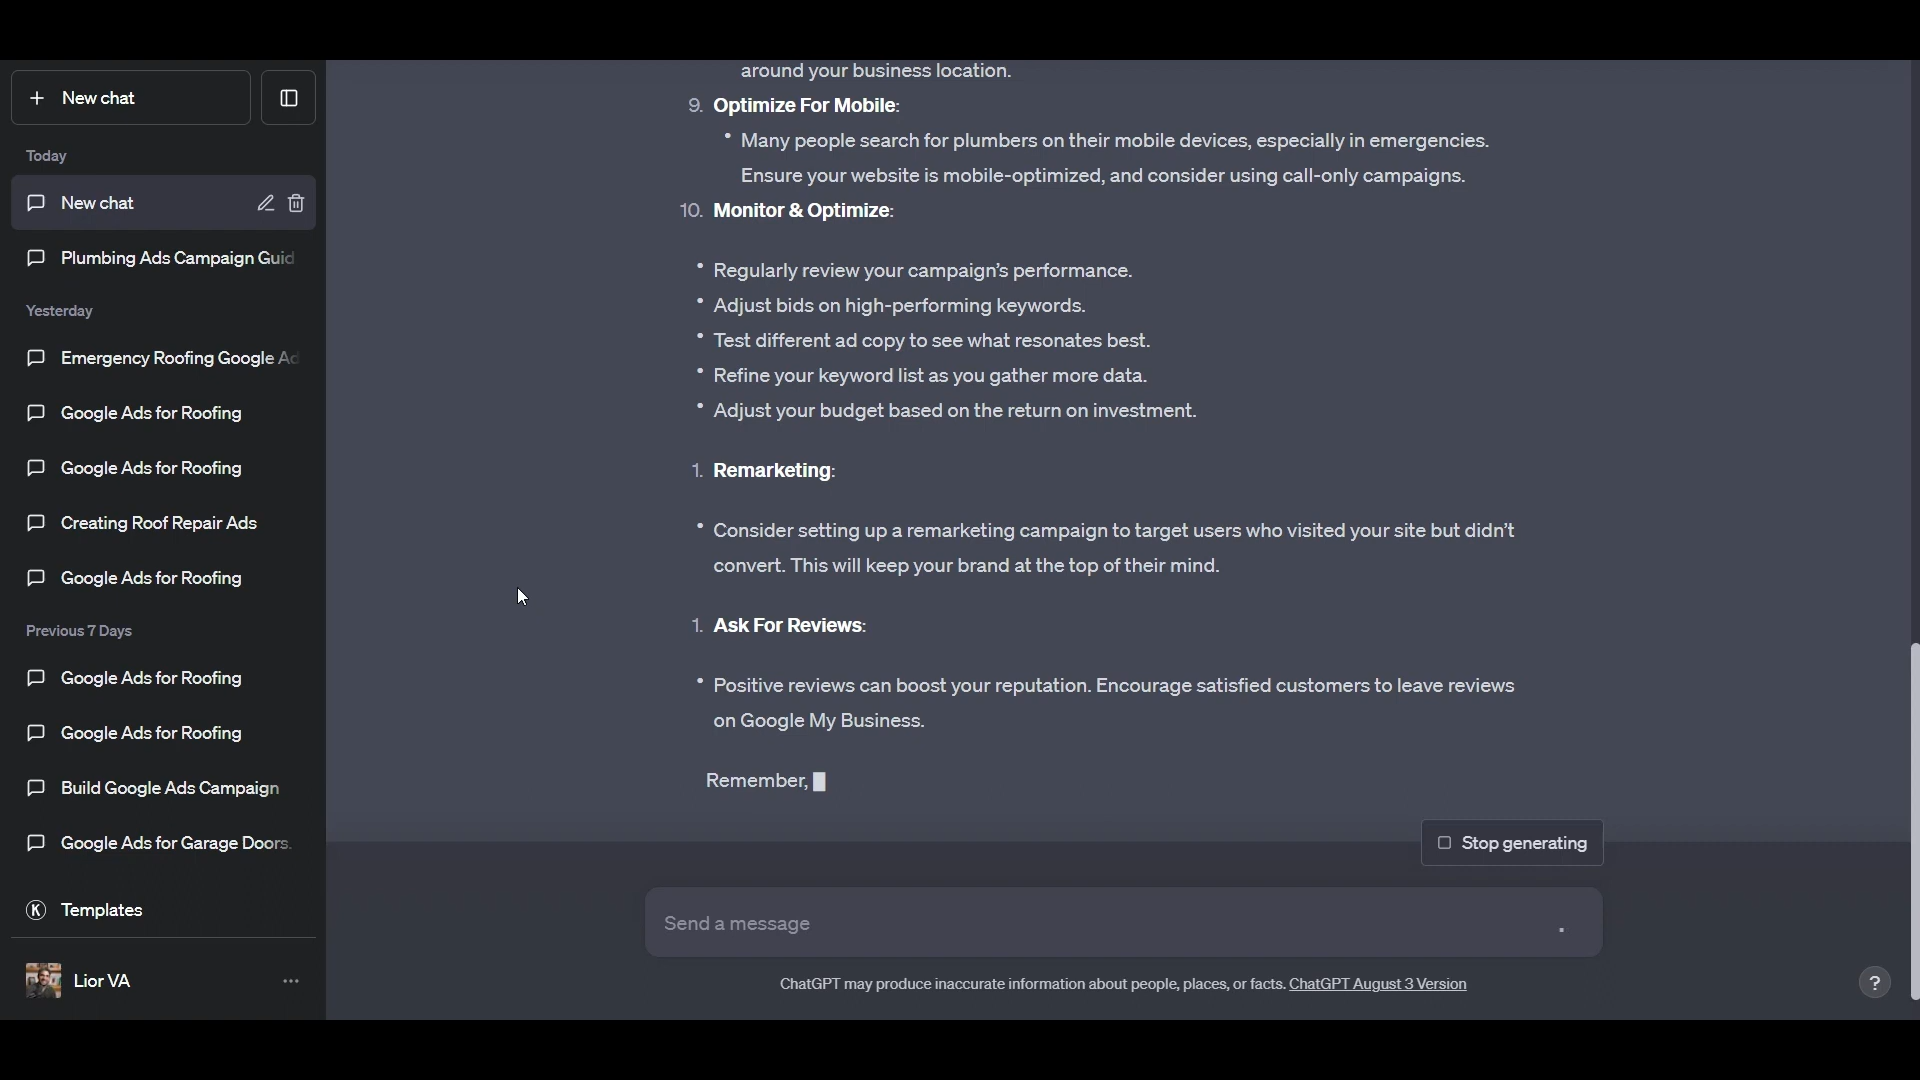 New chat
Today
New chat
Plumbing Ads Campaign Guid
Yesterday
Emergency Roofing Google Ad
Google Ads for Roofing
Google Ads for Roofing
Creating Roof Repair Ads
Google Ads for Roofing
Previous 7 Days
Google Ads for Roofing
Google Ads for Roofing
Build Google Ads Campaign
Google Ads for Garage Doors.
K Templates
Lior VA
around your business location.
9. Optimize For Mobile:
• Many people search for plumbers on their mobile devices, especially in emergencies.
Ensure your website is mobile-optimized, and consider using call-only campaigns.
10. Monitor & Optimize:
• Regularly review your campaign's performance.
• Adjust bids on high-performing keywords.
• Test different ad copy to see what resonates best.
• Refine your keyword list as you gather more data.
• Adjust your budget based on the return on investment.
1. Remarketing:
• Consider setting up a remarketing campaign to target users who visited your site but didn't
convert. This will keep your brand at the top of their mind.
1. Ask For Reviews:
• Positive reviews can boost your reputation. Encourage satisfied customers to leave reviews
on Google My Business.
Remember,
Stop generating
Send a message
ChatGPT may produce inaccurate information about people, places, or facts. ChatGPT August 3 Version
?